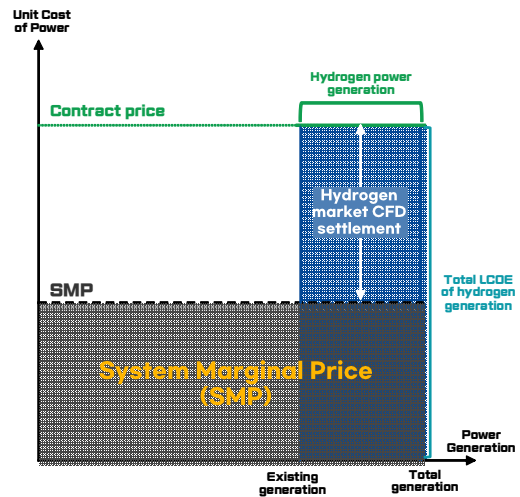 Unit Cost
of Power
Hydrogen power
generation
Contract price
Hydrogen
market CFD
settlement
SMP
Total LCOE
of hydrogen
generation
System Marginal Price
(SMP)
Power
Generation
Existing
generation
Total
generation